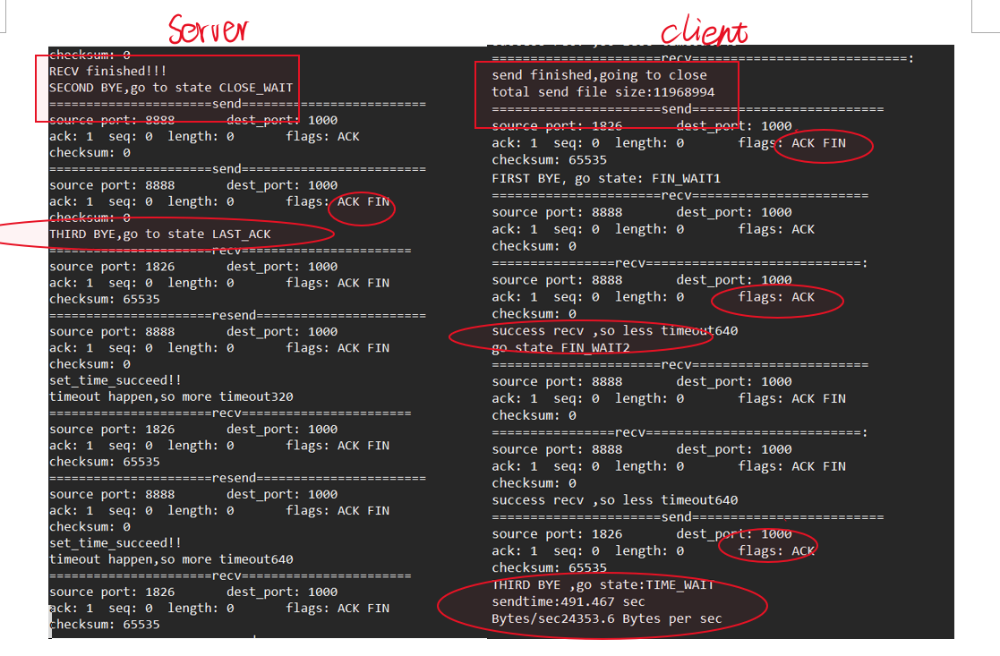 Server
checksum: 0
RECV finished!!!
SECOND BYE,go to state CLOSE_WAIT
======================send=========================
source port: 8888 dest_port: 1000
ack: 1 seq: 0 length: 0 flags: ACK
checksum: 0
======================send=========================
source port: 8888 dest_port: 1000
ack: 1 seq: 0 length: 0 flags: ACK FIN
checksum: 0
THIRD BYE,go to state LAST_ACK
======================recv=======================
source port: 1826 dest_port: 1000
ack: 1 seq: 0 length: 0 flags: ACK FIN
checksum: 65535
======================resend=======================
source port: 8888 dest_port: 1000
ack: 1 seq: 0 length: 0 flags: ACK FIN
checksum: 0
set_time_succeed!!
timeout happen,so more timeout320
======================recv=======================
source port: 1826 dest_port: 1000
ack: 1 seq: 0 length: 0 flags: ACK FIN
checksum: 65535
======================resend=======================
source port: 8888 dest_port: 1000
ack: 1 seq: 0 length: 0 flags: ACK FIN
checksum: 0
set_time_succeed!!
timeout happen,so more timeout640
======================recv=======================
source port: 1826 dest_port: 1000
ack: 1 seq: 0 length: 0 flags: ACK FIN
checksum: 65535
client
=======================recv============================:
send finished,going to close
total send file size:11968994
=======================send==========================
source port: 1826 dest_port: 1000
ack: 1 seq: 0 length: 0 flags: ACK FIN
checksum: 65535
FIRST BYE, go state: FIN_WAIT1
=======================recv========================
source port: 8888 dest_port: 1000
ack: 1 seq: 0 length: 0 flags: ACK
checksum: 0
=================recv=============================:
source port: 8888 dest_port: 1000
ack: 1 seq: 0 length: 0 flags: ACK
checksum: 0
success recv ,so less timeout640
go state FIN_WAIT2
=======================recv========================
source port: 8888 dest_port: 1000
ack: 1 seq: 0 length: 0 flags: ACK FIN
checksum: 0
=================recv=============================:
source port: 8888 dest_port: 1000
ack: 1 seq: 0 length: 0 flags: ACK FIN
checksum: 0
success recv ,so less timeout640
=======================send==========================
source port: 1826 dest_port: 1000
ack: 1 seq: 0 length: 0 flags: ACK
checksum: 65535
THIRD BYE ,go state:TIME_WAIT
sendtime:491.467 sec
Bytes/sec24353.6 Bytes per sec